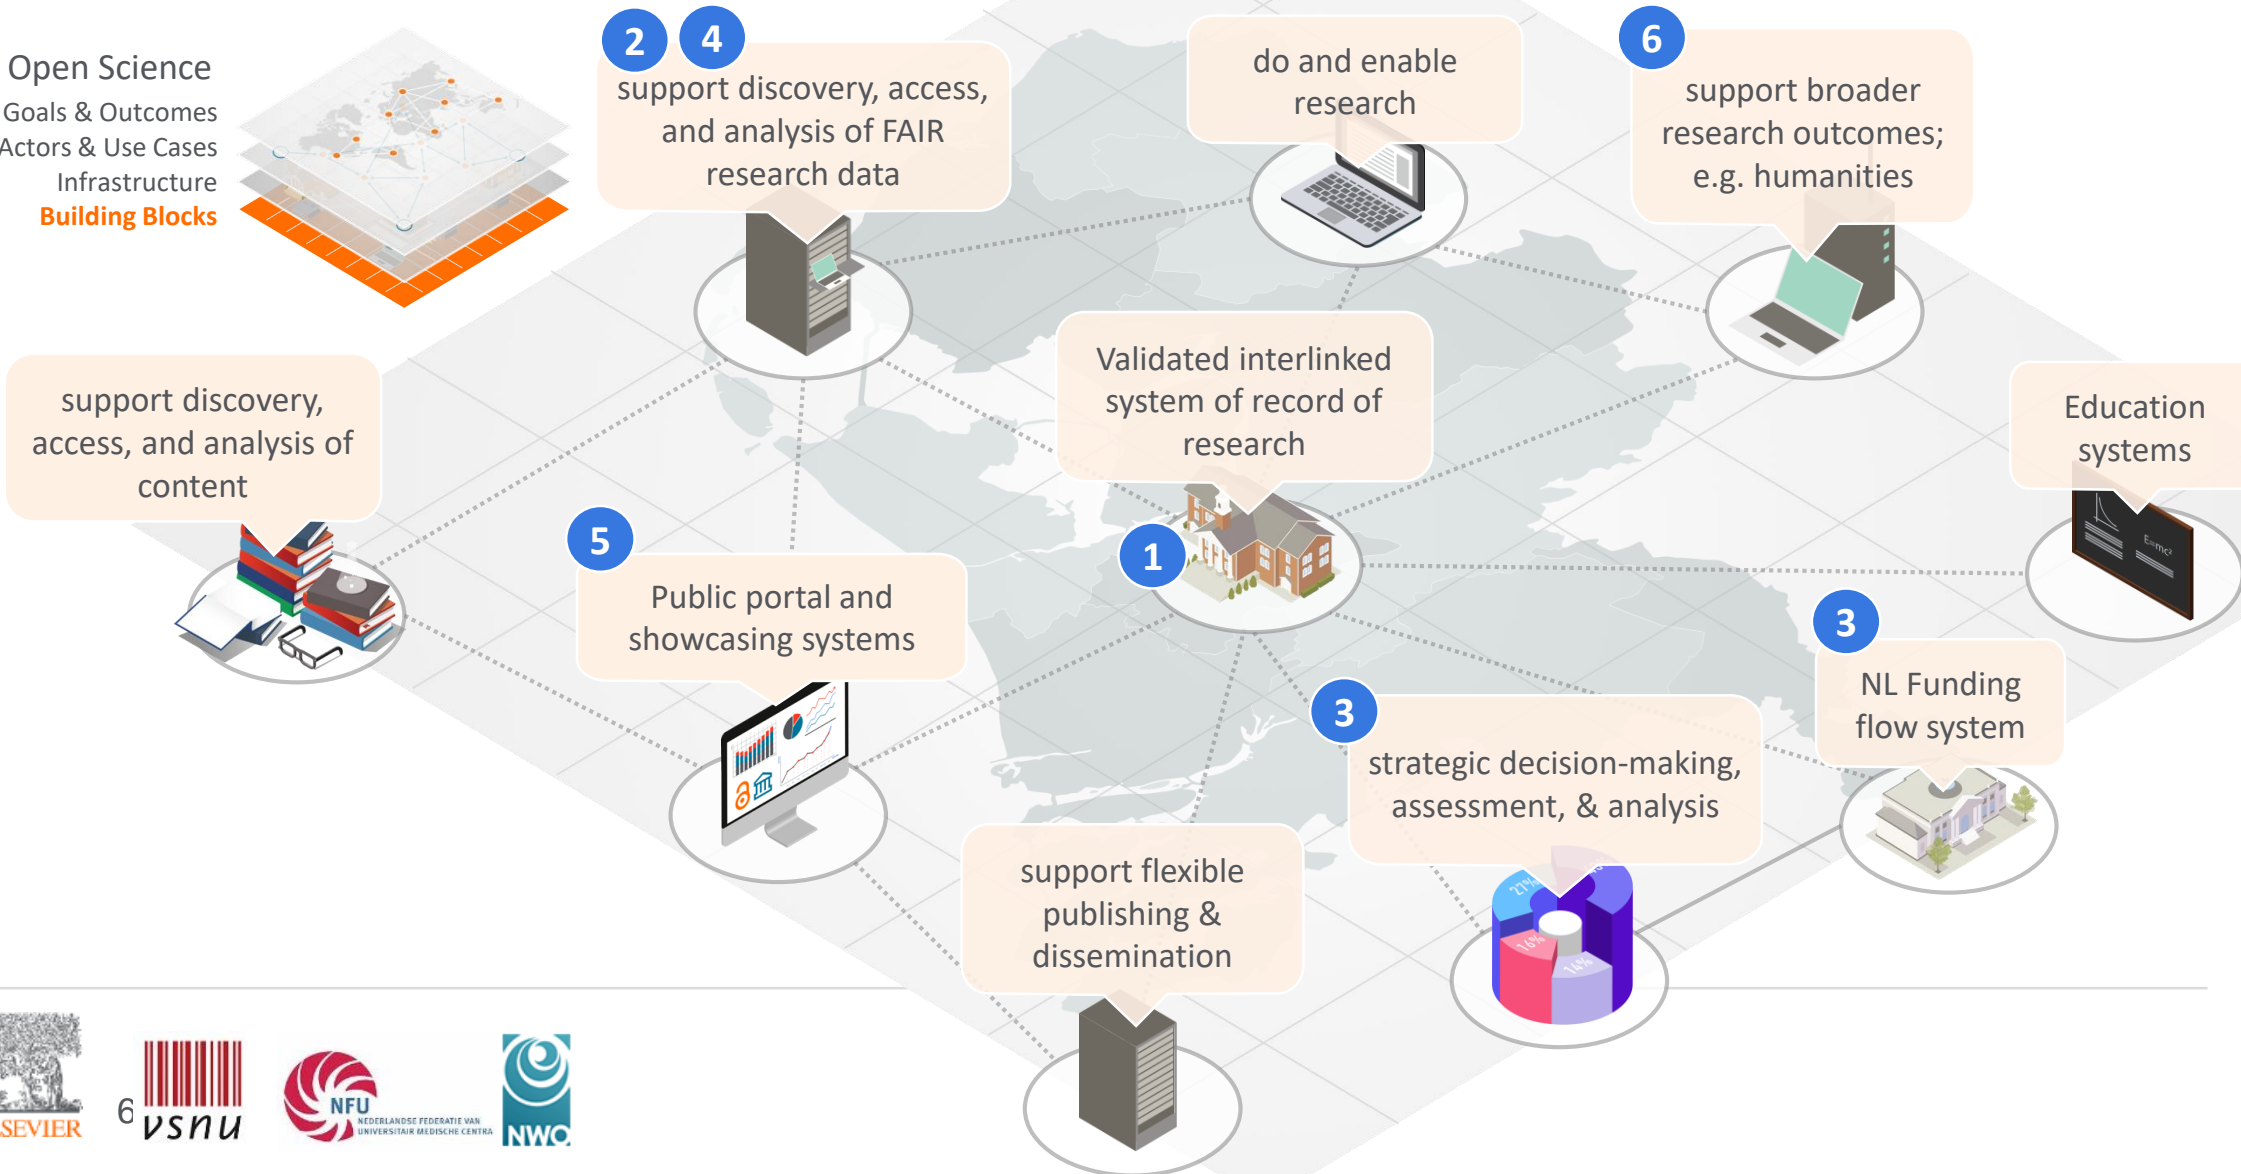 Open Science
Goals & Outcomes
Actors & Use Cases
Infrastructure
Building Blocks
2
4
support discovery, access,
and analysis of FAIR
research data
do and enable
research
6
support broader
research outcomes;
e.g. humanities
support discovery,
access, and analysis of
content
Validated interlinked
system of record of
research
1
Education
systems
E=mc²
5
Public portal and
showcasing systems
3
NL Funding
flow system
3
strategic decision-making,
assessment, & analysis
21%
16%
14%
support flexible
publishing &
dissemination
SEVIER
6
vsnu
NFU
NEDERLANDSE FEDERATIE VAN
UNIVERSITAIR MEDISCHE CENTRA
NWO